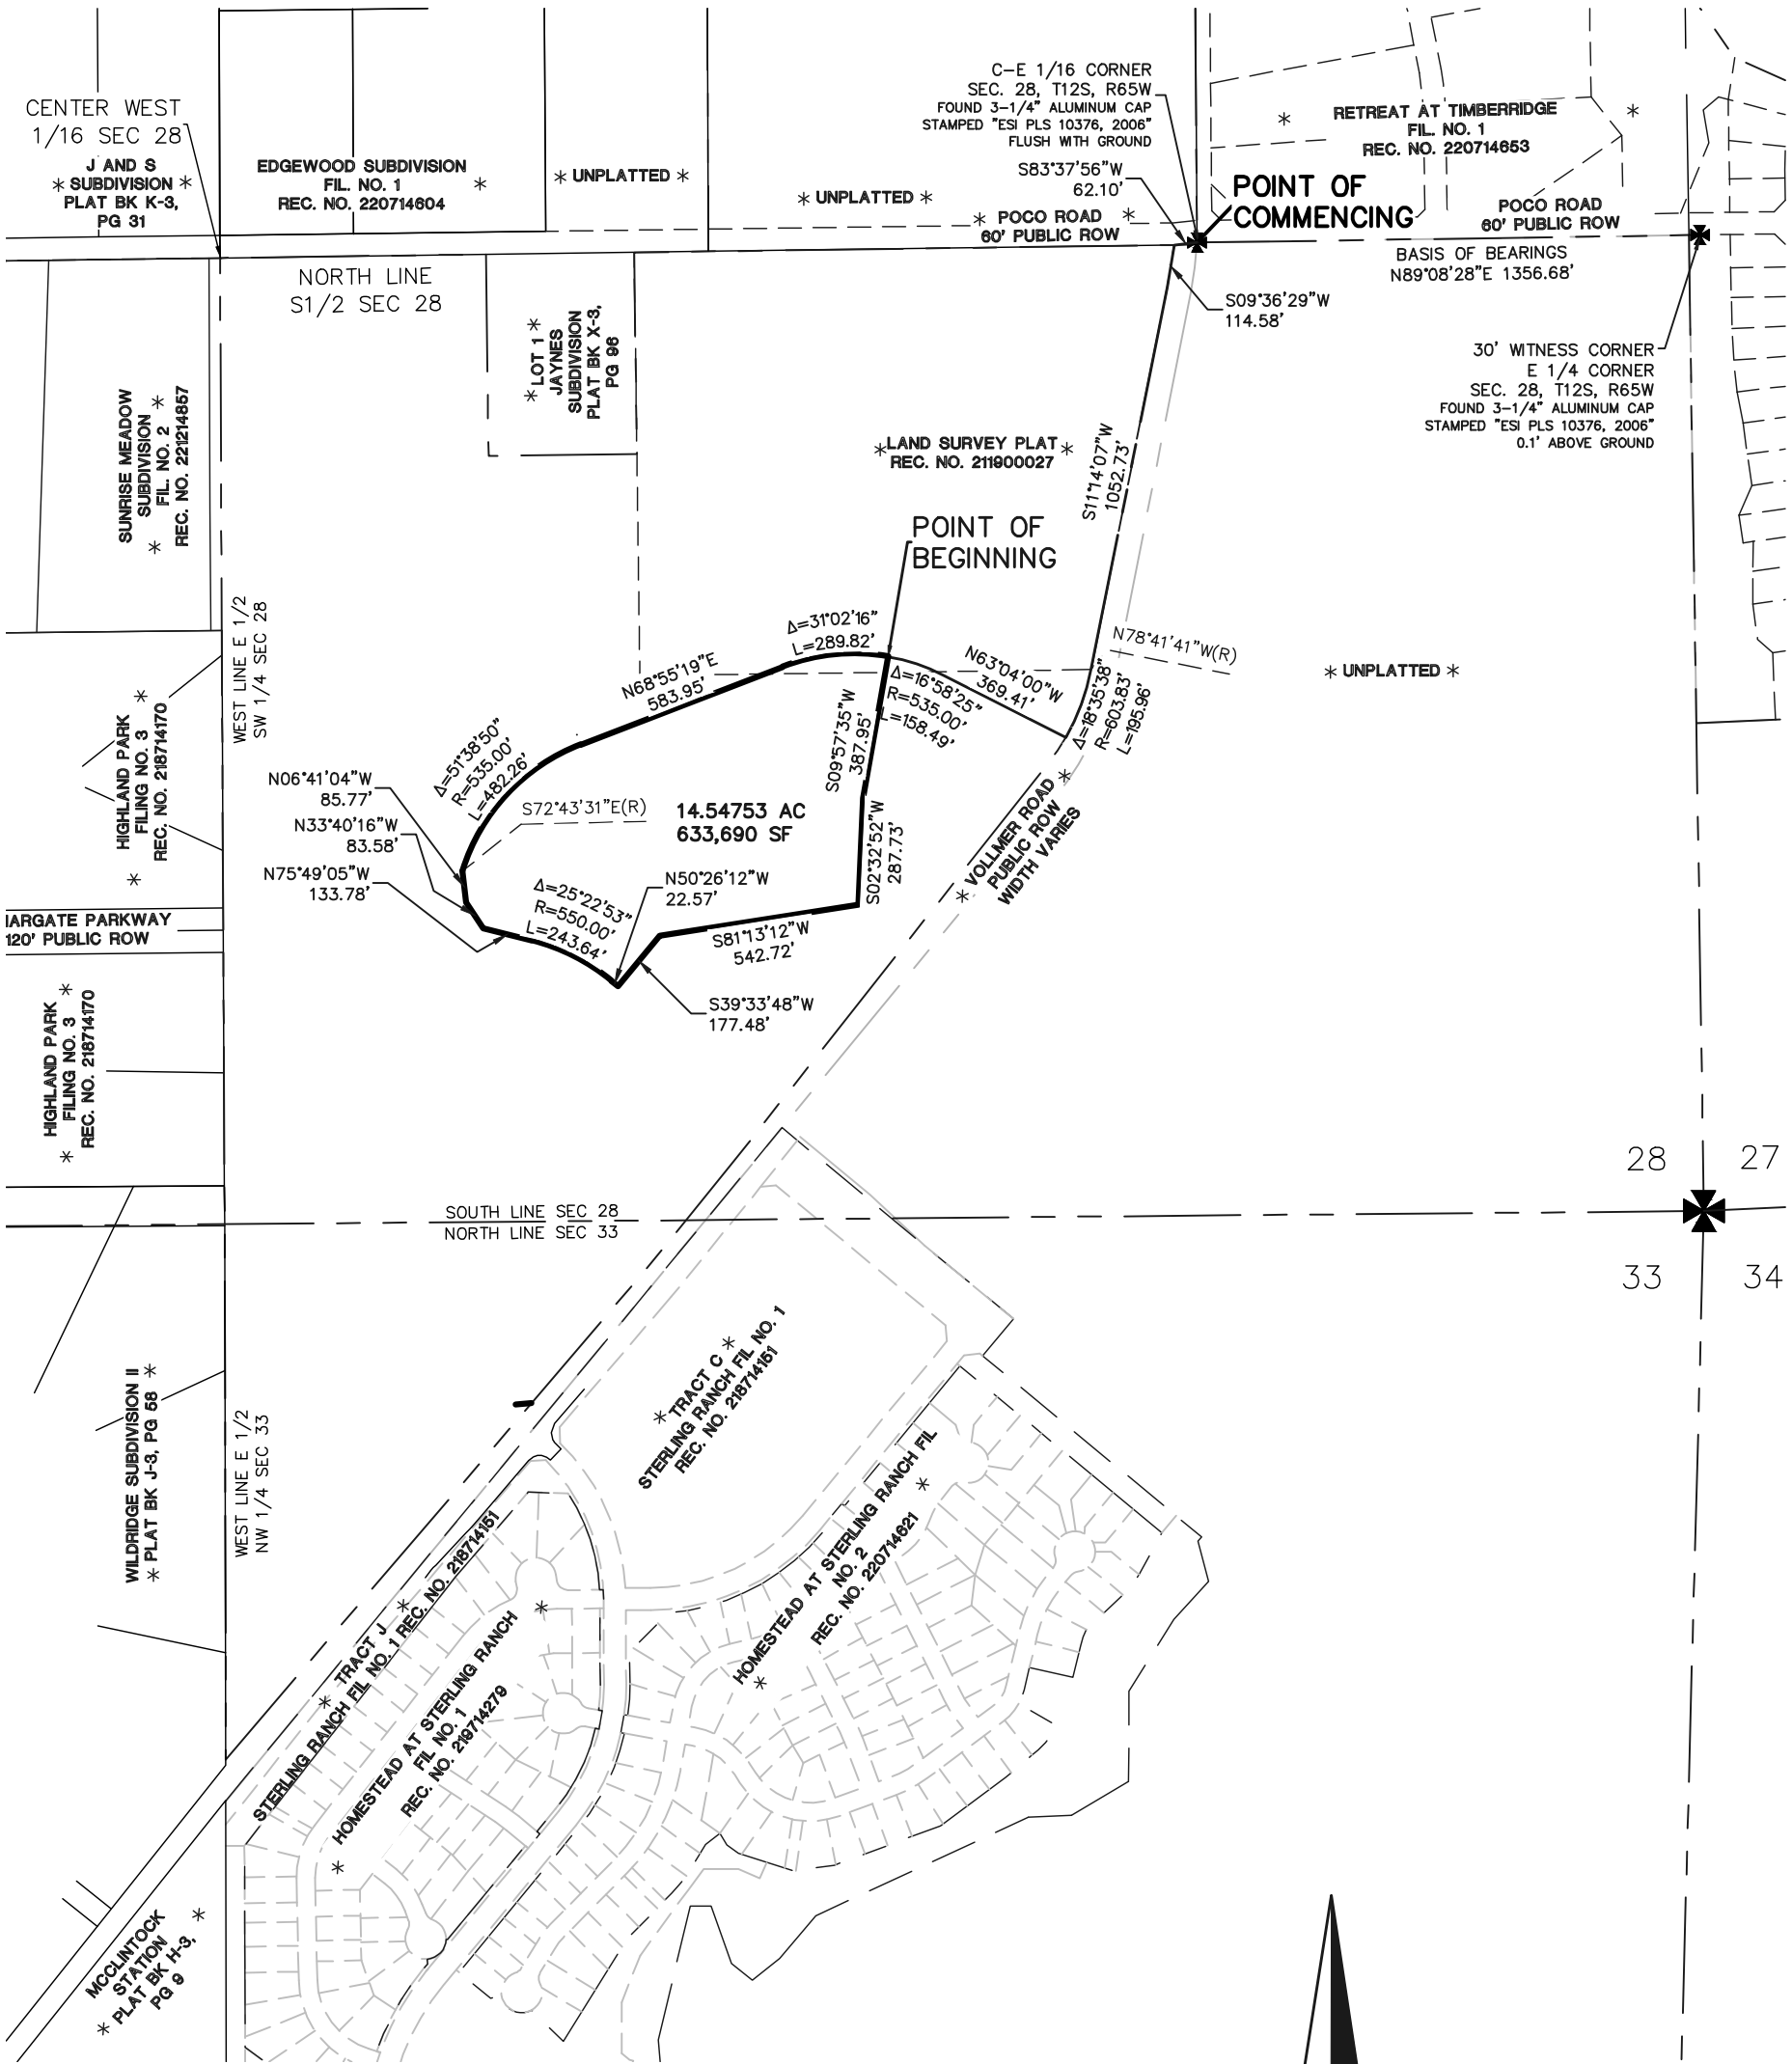 CENTER WEST
1/16 SEC 28
J AND S
* SUBDIVISION *
PLAT BK K-3,
PG 31
EDGEWOOD SUBDIVISION
FIL. NO. 1 *
REC. NO. 220714604
* UNPLATTED *
* UNPLATTED *
C-E 1/16 CORNER
SEC. 28, T12S, R65W
FOUND 3-1/4" ALUMINUM CAP
STAMPED "ESI PLS 10376, 2006"
FLUSH WITH GROUND
S83°37'56"W
62.10'
* POCO ROAD *
60' PUBLIC ROW
POINT OF
COMMENCING
* RETREAT AT TIMBERRIDGE *
FIL. NO. 1
REC. NO. 220714653
POCO ROAD
60' PUBLIC ROW
BASIS OF BEARINGS
N89°08'28"E 1356.68'
NORTH LINE
S1/2 SEC 28
S09°36'29"W
114.58'
30' WITNESS CORNER
E 1/4 CORNER
SEC. 28, T12S, R65W
FOUND 3-1/4" ALUMINUM CAP
STAMPED "ESI PLS 10376, 2006"
0.1' ABOVE GROUND
* LOT 1 *
JAYNES
SUBDIVISION
PLAT BK X-3,
PG 98
SUNRISE MEADOW
SUBDIVISION
* FIL. NO. 2 *
REC. NO. 221214857
* LAND SURVEY PLAT *
REC. NO. 211900027
S11°14'07"W
1052.73'
POINT OF
BEGINNING
WEST LINE E 1/2
SW 1/4 SEC 28
Δ=31°02'16"
L=289.82'
N68°55'19"E
583.95'
N63°04'00"W
369.41'
N78°41'41"W(R)
* UNPLATTED *
Δ=16°58'25"
R=535.00'
L=158.49'
Δ=18°35'38"
R=603.83'
L=195.96'
S09°57'35"W
387.95'
HIGHLAND PARK
* FILING NO. 3 *
REC. NO. 218714170
Δ=51°38'50"
R=535.00'
L=482.26'
N06°41'04"W
85.77'
N33°40'16"W
83.58'
N75°49'05"W
133.78'
S72°43'31"E(R)
14.54753 AC
633,690 SF
S02°32'52"W
287.73'
* VOLLMER ROAD *
PUBLIC ROW
WIDTH VARIES
Δ=25°22'53"
R=550.00'
L=243.64'
N50°26'12"W
22.57'
S81°13'12"W
542.72'
S39°33'48"W
177.48'
IARGATE PARKWAY
120' PUBLIC ROW
HIGHLAND PARK
* FILING NO. 3 *
REC. NO. 218714170
28
27
33
34
SOUTH LINE SEC 28
NORTH LINE SEC 33
WILDRIDGE SUBDIVISION II
* PLAT BK J-3, PG 58 *
WEST LINE E 1/2
NW 1/4 SEC 33
* TRACT C *
STERLING RANCH FIL. NO. 1
REC. NO. 218714151
* TRACT J *
STERLING RANCH FIL NO. 1 REC. NO. 218714151
HOMESTEAD AT STERLING RANCH
* FIL NO. 1 *
REC. NO. 219714279
HOMESTEAD AT STERLING RANCH FIL
* NO. 2 *
REC. NO. 220714621
MCCLINTOCK
STATION
* PLAT BK H-3, *
PG 9